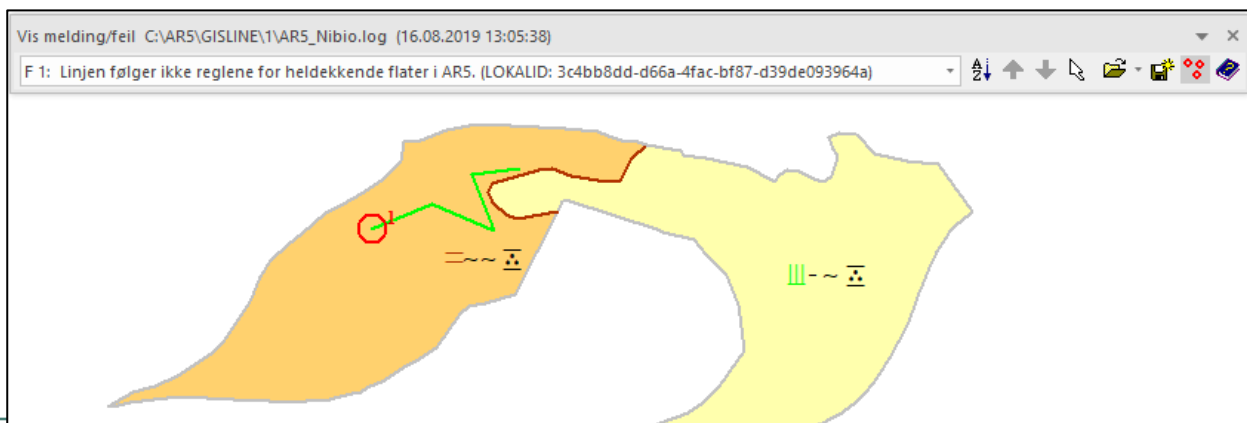 Vis melding/feil C:\AR5\GISLINE\1\AR5_Nibio.log (16.08.2019 13:05:38)
F 1: Linjen følger ikke reglene for heldekkende flater i AR5. (LOKALID: 3c4bb8dd-d66a-4fac-bf87-d39de093964a)
1